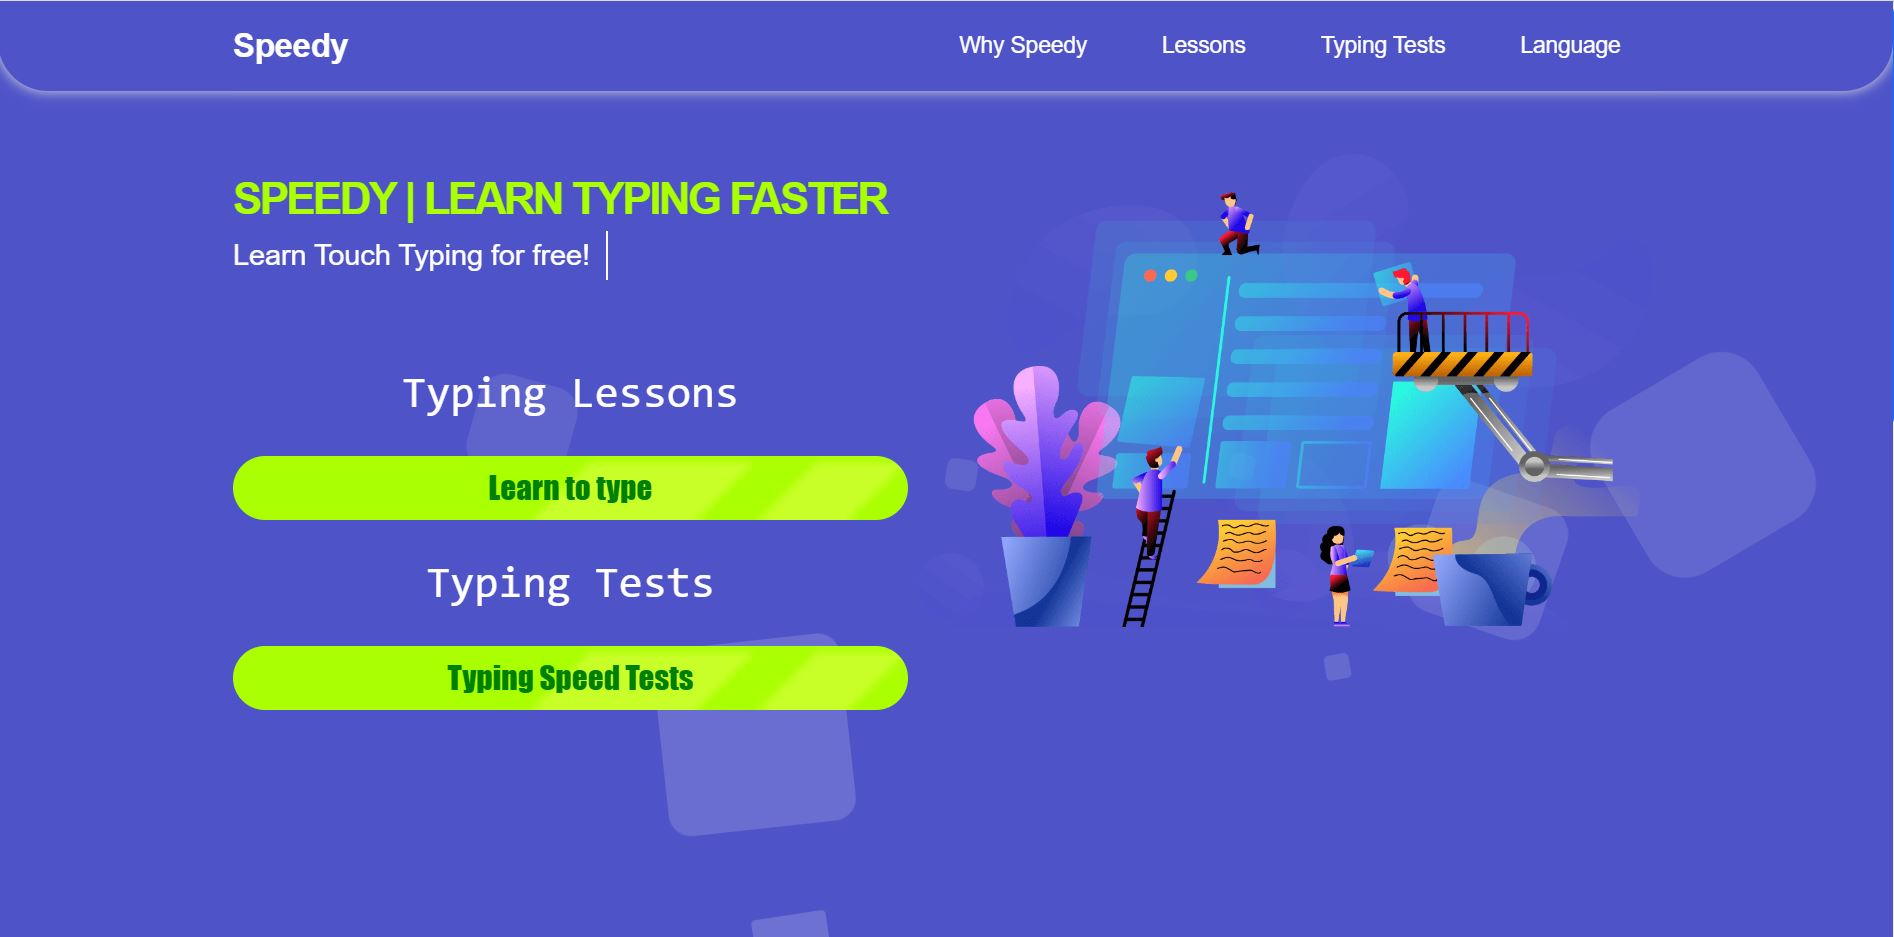 Speedy
Why Speedy
Lessons
Typing Tests
Language
SPEEDY | LEARN TYPING FASTER
Learn Touch Typing for free!
Typing Lessons
Learn to type
Typing Tests
Typing Speed Tests